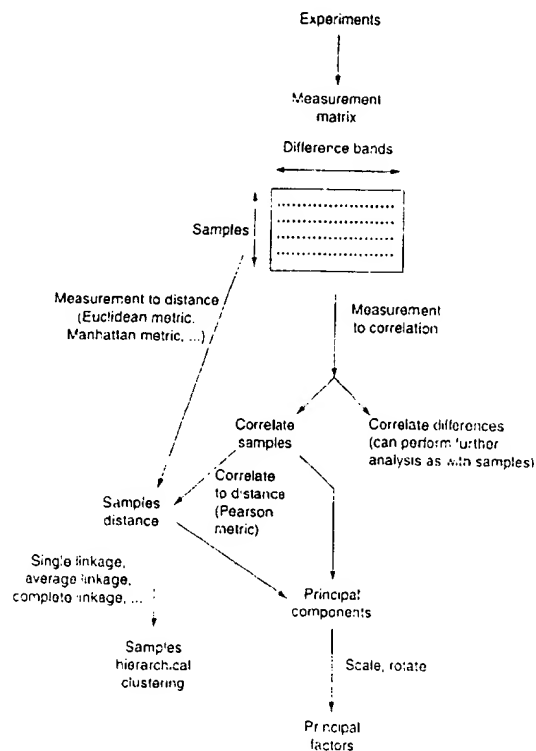 Experiments
Measurement
matrix
Difference bands
Samples
Measurement to distance
(Euclidean metric,
Manhattan metric, ...)
Measurement
to correlation
Correlate
samples
Correlate differences
(can perform further
analysis as with samples)
Correlate
to distance
(Pearson
metric)
Samples
distance
Single linkage,
average linkage,
complete linkage, ...
Principal
components
Samples
hierarchical
clustering
Scale, rotate
Principal
factors